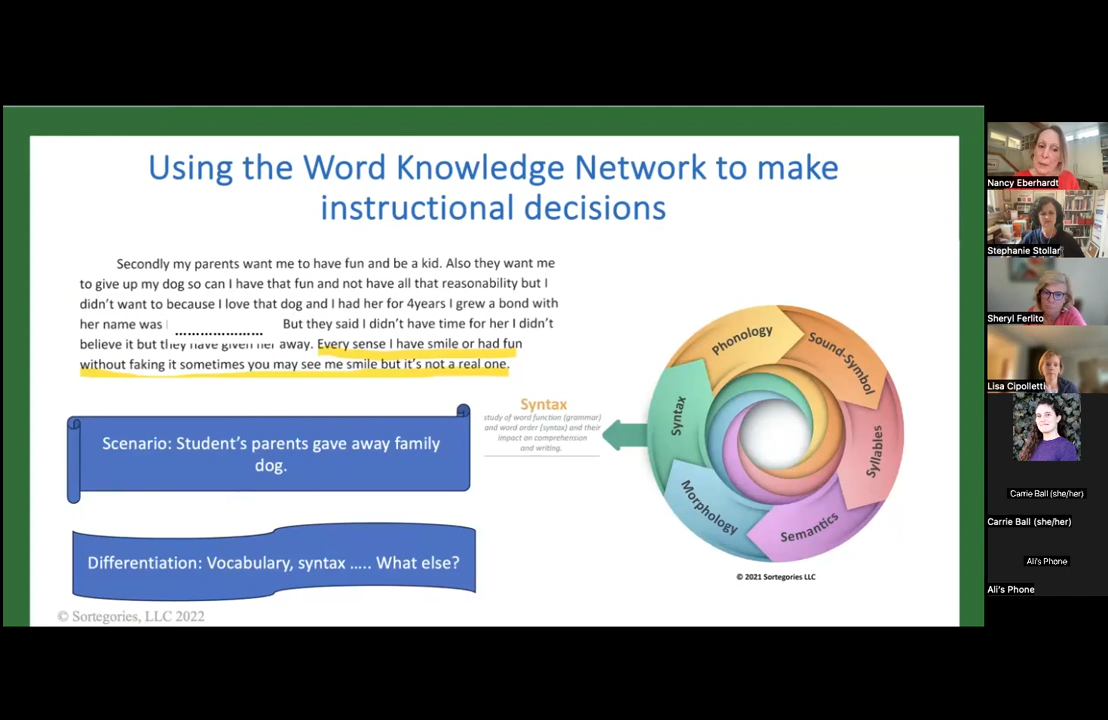 Using the Word Knowledge Network to make
instructional decisions
Secondly my parents want me to have fun and be a kid. Also they want me
to give up my dog so can I have that fun and not have all that reasonability but I
didn't want to because I love that dog and I had her for 4years I grew a bond with
her name was ..................... But they said I didn't have time for her I didn't
believe it but they have given her away. Every sense I have smile or had fun
without faking it sometimes you may see me smile but it's not a real one.
Syntax
study of word function (grammar)
and word order (syntax) and their
impact on comprehension
and writing.
Scenario: Student's parents gave away family
dog.
Differentiation: Vocabulary, syntax ..... What else?
Phonology
Sound-Symbol
Syllables
Semantics
Morphology
Syntax
© 2021 Sortegories LLC
© Sortegories, LLC 2022
Nancy Eberhardt
Stephanie Stollar
Sheryl Ferlito
Lisa Cipolletti
Carrie Ball (she/her)
Carrie Ball (she/her)
Ali's Phone
Ali's Phone